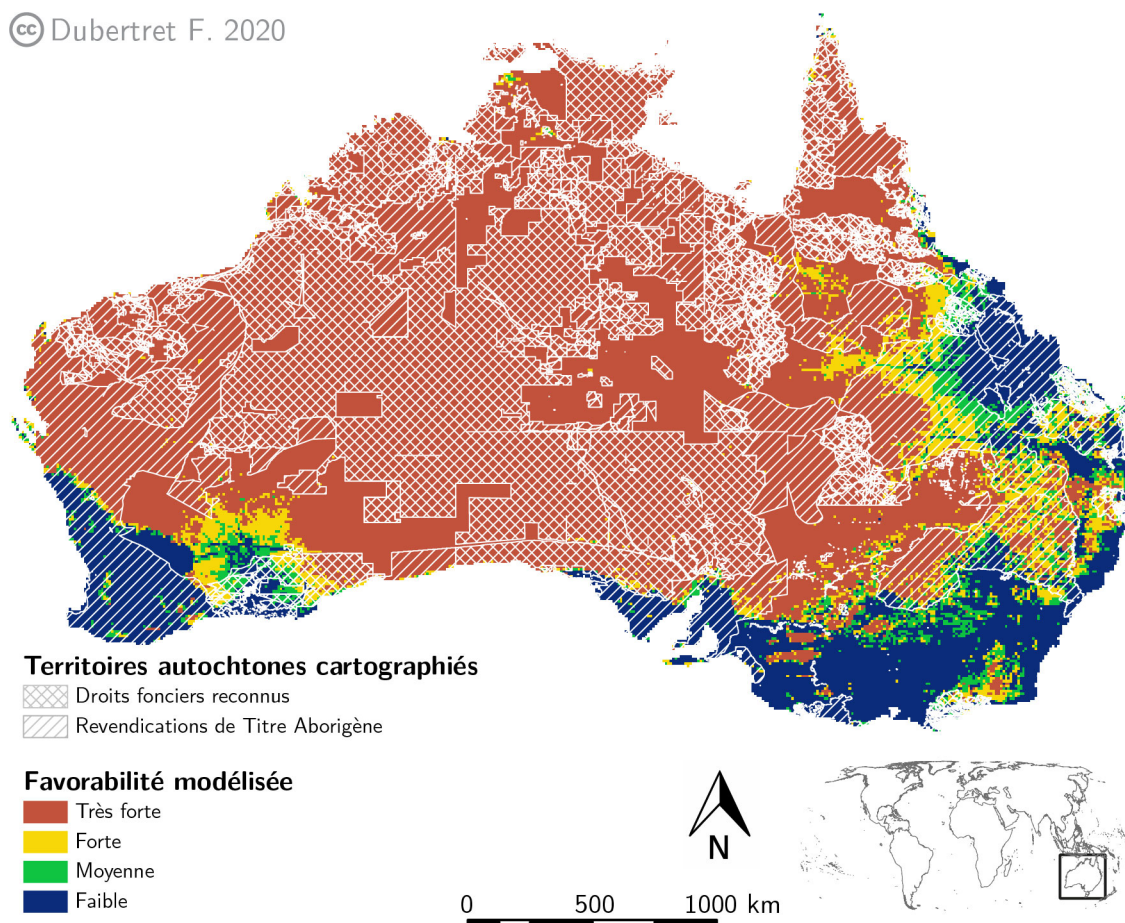 cc Dubertret F. 2020
Territoires autochtones cartographiés
Droits fonciers reconnus
Revendications de Titre Aborigène
Favorabilité modélisée
Très forte
Forte
Moyenne
Faible
N
0 500 1000 km